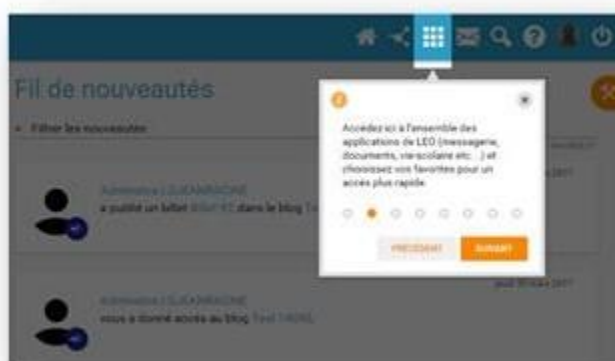 Fil de nouveautés
Filtrer les nouveautés
Accédez ici à l'ensemble des
applications de LEO (messagerie,
documents, vie-scolaire etc. ..) et
choisissez vos favorites pour un
accès plus rapide
PRÉCÉDENT
SUIVANT
a publié un billet dans le blog
vous a donné accès au blog